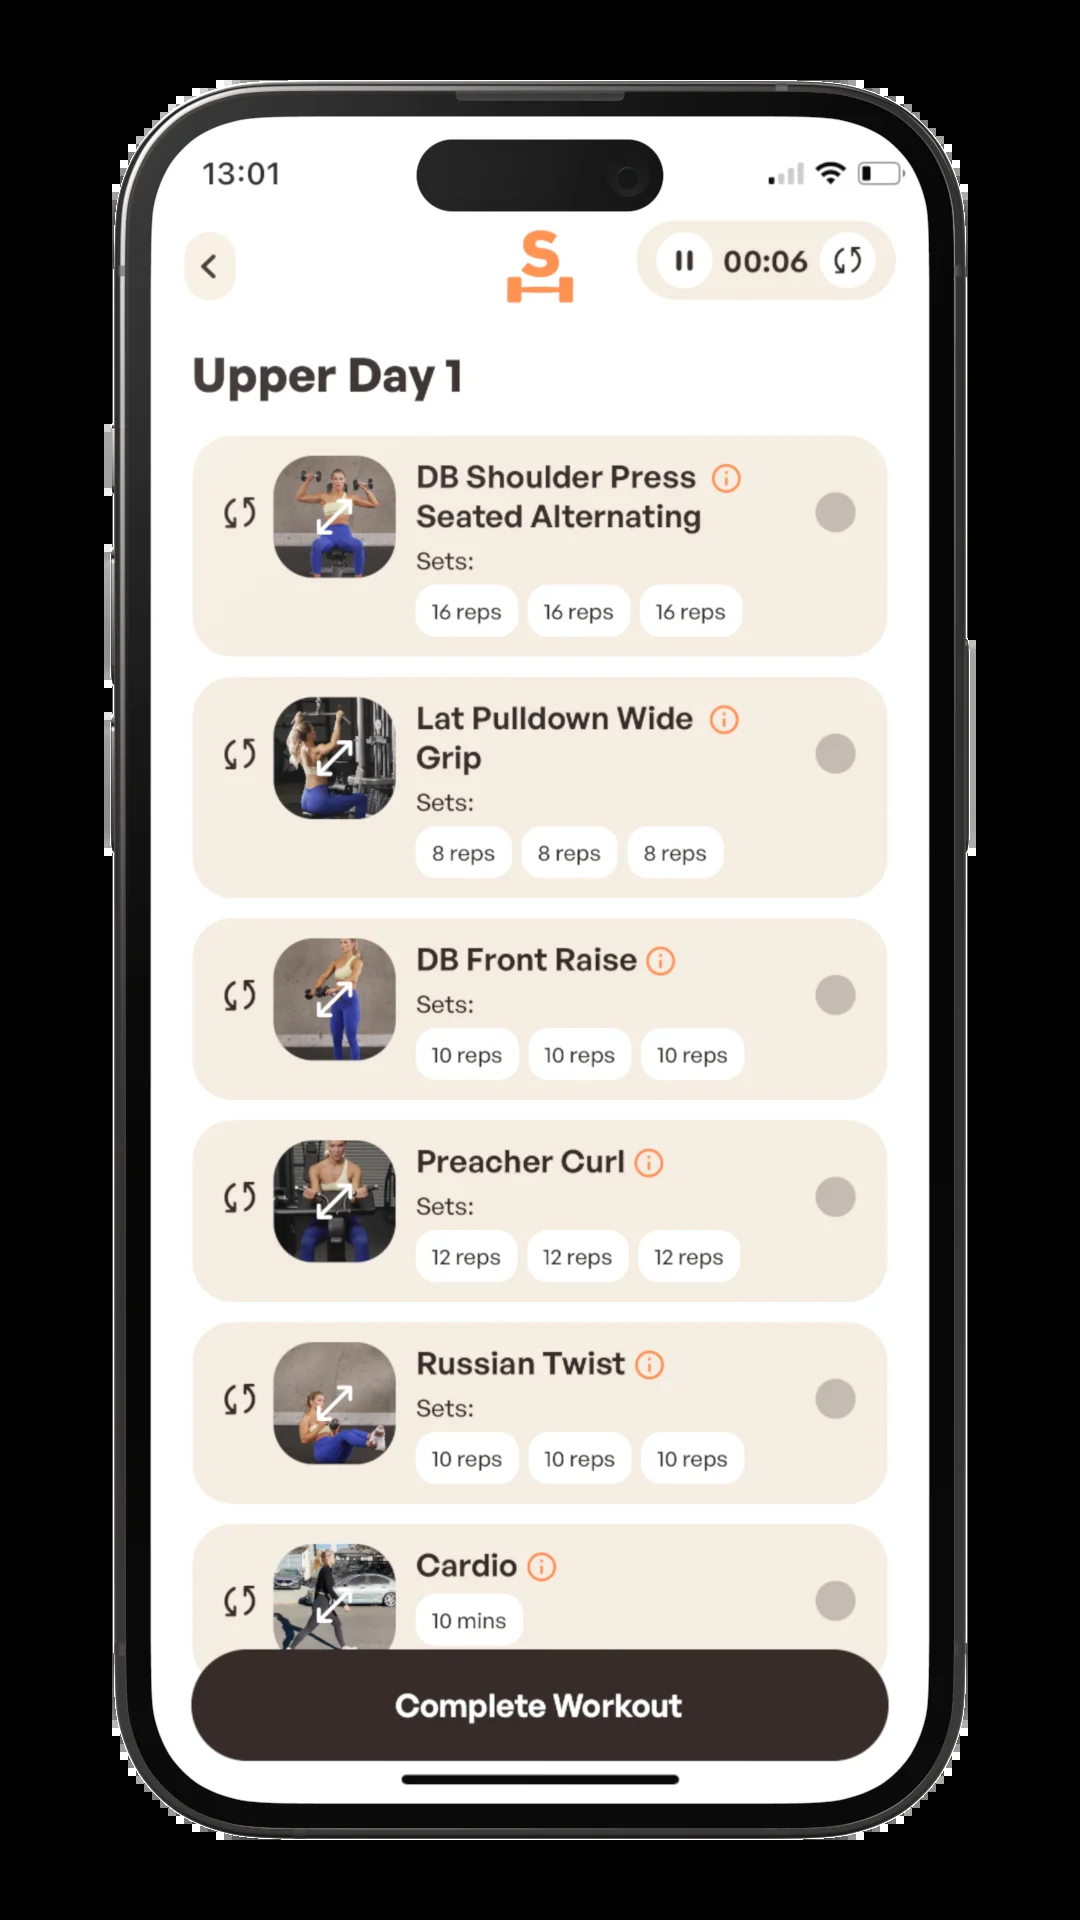 13:01
S
00:06
Upper Day 1
DB Shoulder Press
Seated Alternating
Sets:
16 reps 16 reps 16 reps
Lat Pulldown Wide
Grip
Sets:
8 reps 8 reps 8 reps
DB Front Raise
Sets:
10 reps 10 reps 10 reps
Preacher Curl
Sets:
12 reps 12 reps 12 reps
Russian Twist
Sets:
10 reps 10 reps 10 reps
Cardio
10 mins
Complete Workout